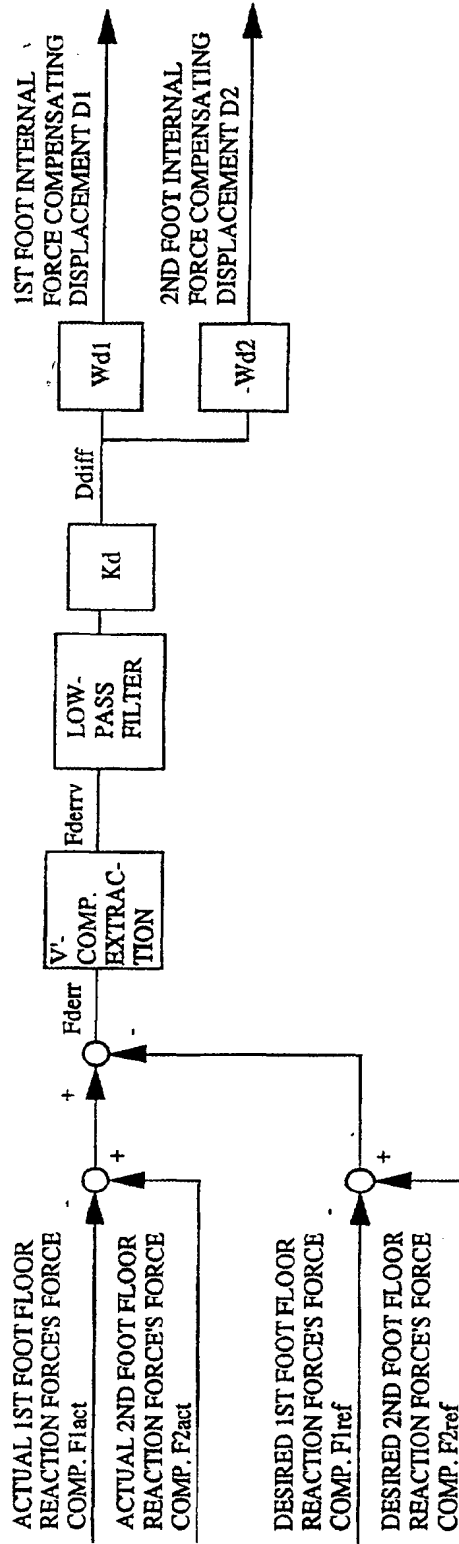 ACTUAL 1ST FOOT FLOOR
REACTION FORCE'S FORCE
COMP. F1act
ACTUAL 2ND FOOT FLOOR
REACTION FORCE'S FORCE
COMP. F2act
DESIRED 1ST FOOT FLOOR
REACTION FORCE'S FORCE
COMP. F1ref
DESIRED 2ND FOOT FLOOR
REACTION FORCE'S FORCE
COMP. F2ref
-
+
+
-
-
+
Fderr
V'-
COMP.
EXTRAC-
TION
Fderrv
LOW-
PASS
FILTER
Kd
Ddiff
Wd1
-Wd2
1ST FOOT INTERNAL
FORCE COMPENSATING
DISPLACEMENT D1
2ND FOOT INTERNAL
FORCE COMPENSATING
DISPLACEMENT D2